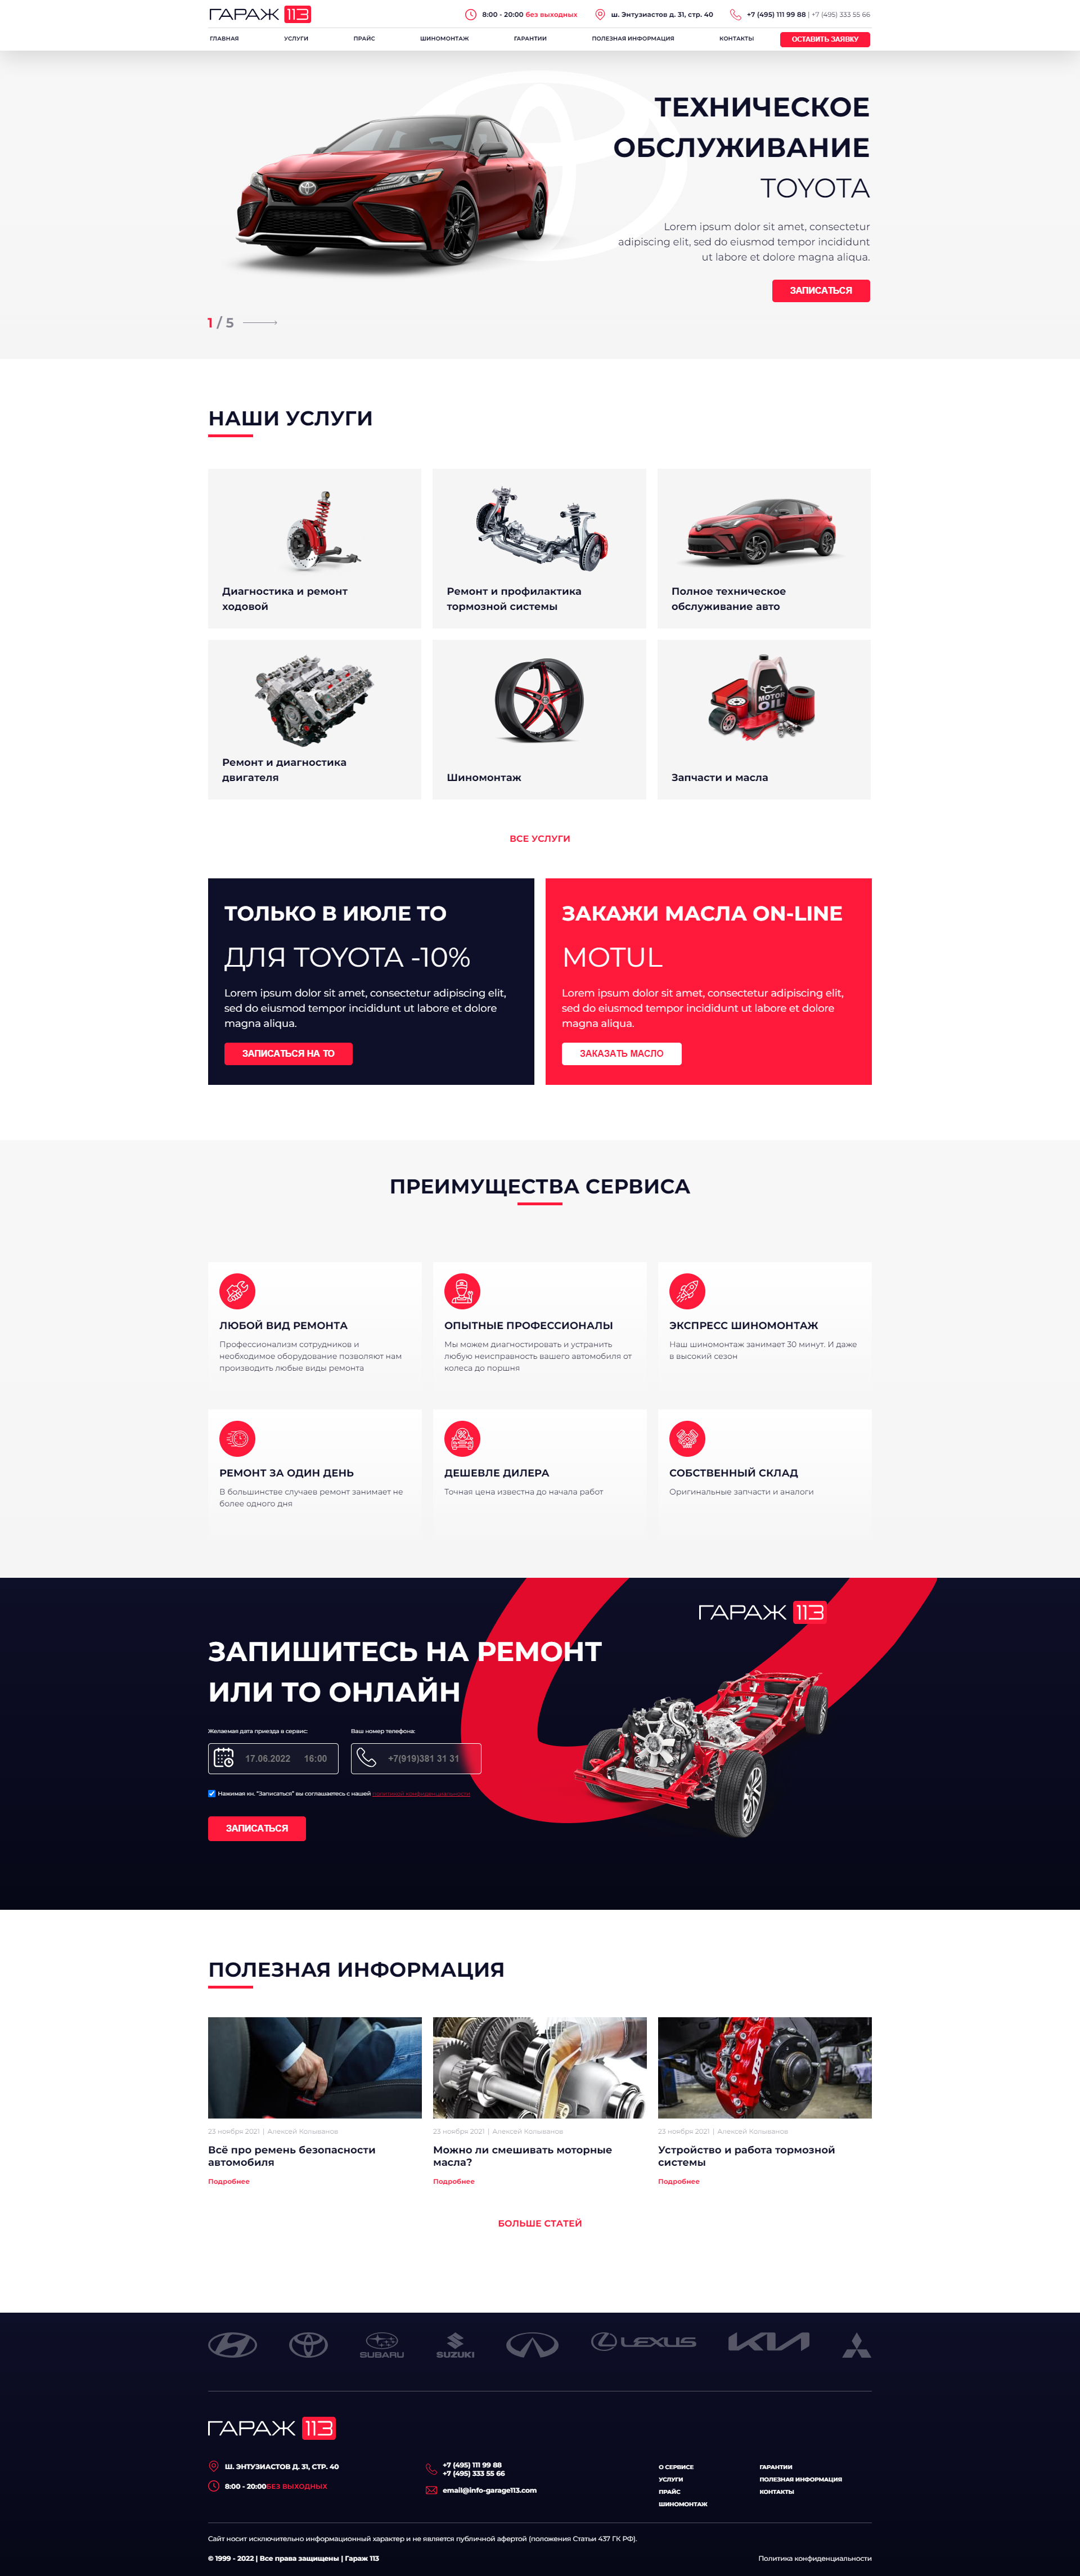 ГАРАЖ 113
8:00 - 20:00 без выходных
ш. Энтузиастов д. 31, стр. 40
+7 (495) 111 99 88 | +7 (495) 333 55 66
ГЛАВНАЯ
УСЛУГИ
ПРАЙС
ШИНОМОНТАЖ
ГАРАНТИИ
ПОЛЕЗНАЯ ИНФОРМАЦИЯ
КОНТАКТЫ
ОСТАВИТЬ ЗАЯВКУ
ТЕХНИЧЕСКОЕ
ОБСЛУЖИВАНИЕ
TOYOTA
Lorem ipsum dolor sit amet, consectetur
adipiscing elit, sed do eiusmod tempor incididunt
ut labore et dolore magna aliqua.
ЗАПИСАТЬСЯ
1 / 5
НАШИ УСЛУГИ
Диагностика и ремонт
ходовой
Ремонт и профилактика
тормозной системы
Полное техническое
обслуживание авто
Ремонт и диагностика
двигателя
Шиномонтаж
MOTOR
OIL
Запчасти и масла
ВСЕ УСЛУГИ
ТОЛЬКО В ИЮЛЕ ТО
ДЛЯ TOYOTA -10%
Lorem ipsum dolor sit amet, consectetur adipiscing elit,
sed do eiusmod tempor incididunt ut labore et dolore
magna aliqua.
ЗАПИСАТЬСЯ НА ТО
ЗАКАЖИ МАСЛА ON-LINE
MOTUL
Lorem ipsum dolor sit amet, consectetur adipiscing elit,
sed do eiusmod tempor incididunt ut labore et dolore
magna aliqua.
ЗАКАЗАТЬ МАСЛО
ПРЕИМУЩЕСТВА СЕРВИСА
ЛЮБОЙ ВИД РЕМОНТА
Профессионализм сотрудников и
необходимое оборудование позволяют нам
производить любые виды ремонта
ОПЫТНЫЕ ПРОФЕССИОНАЛЫ
Мы можем диагностировать и устранить
любую неисправность вашего автомобиля от
колеса до поршня
ЭКСПРЕСС ШИНОМОНТАЖ
Наш шиномонтаж занимает 30 минут. И даже
в высокий сезон
РЕМОНТ ЗА ОДИН ДЕНЬ
В большинстве случаев ремонт занимает не
более одного дня
ДЕШЕВЛЕ ДИЛЕРА
Точная цена известна до начала работ
СОБСТВЕННЫЙ СКЛАД
Оригинальные запчасти и аналоги
ГАРАЖ 113
ЗАПИШИТЕСЬ НА РЕМОНТ
ИЛИ ТО ОНЛАЙН
Желаемая дата приезда в сервис:
Ваш номер телефона:
17.06.2022 16:00
+7(919)381 31 31
Нажимая кн. "Записаться" вы соглашаетесь с нашей политикой конфиденциальности
ЗАПИСАТЬСЯ
ПОЛЕЗНАЯ ИНФОРМАЦИЯ
23 ноября 2021 | Алексей Колыванов
Всё про ремень безопасности
автомобиля
Подробнее
23 ноября 2021 | Алексей Колыванов
Можно ли смешивать моторные
масла?
Подробнее
23 ноября 2021 | Алексей Колыванов
Устройство и работа тормозной
системы
Подробнее
БОЛЬШЕ СТАТЕЙ
SUBARU
SUZUKI
LEXUS
KIA
ГАРАЖ 113
Ш. ЭНТУЗИАСТОВ Д. 31, СТР. 40
8:00 - 20:00БЕЗ ВЫХОДНЫХ
+7 (495) 111 99 88
+7 (495) 333 55 66
email@info-garage113.com
О СЕРВИСЕ
УСЛУГИ
ПРАЙС
ШИНОМОНТАЖ
ГАРАНТИИ
ПОЛЕЗНАЯ ИНФОРМАЦИЯ
КОНТАКТЫ
Сайт носит исключительно информационный характер и не является публичной афертой (положения Статьи 437 ГК РФ).
© 1999 - 2022 | Все права защищены | Гараж 113
Политика конфиденциальности